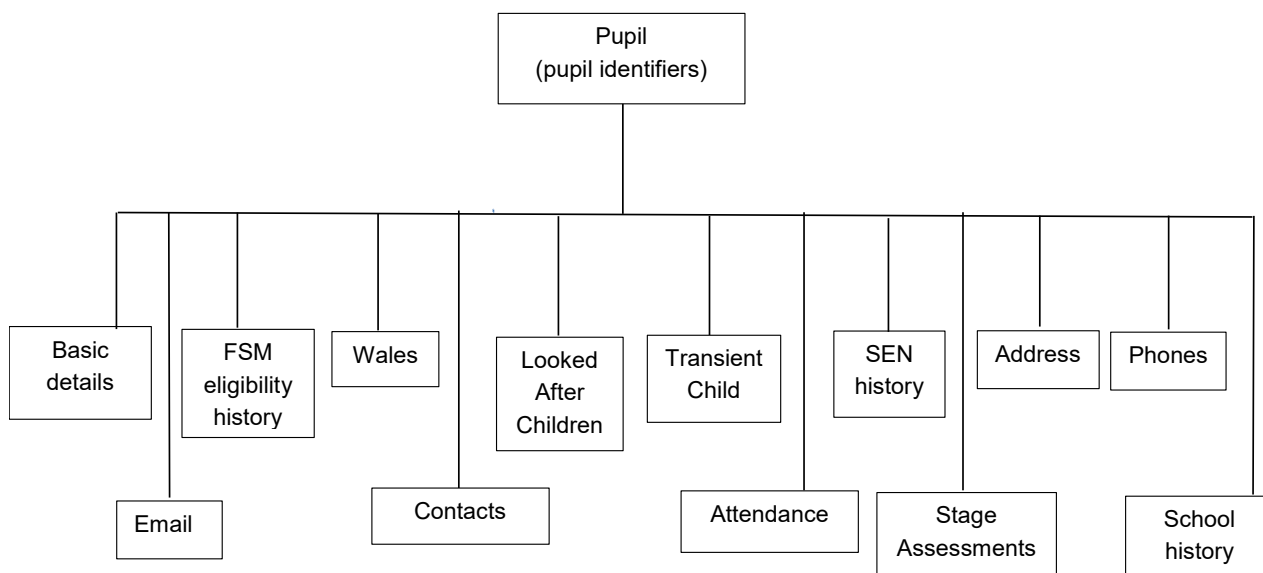 Pupil
(pupil identifiers)
Basic
details
FSM
eligibility
history
Wales
Looked
After
Children
Transient
Child
SEN
history
Address
Phones
Email
Contacts
Attendance
Stage
Assessments
School
history